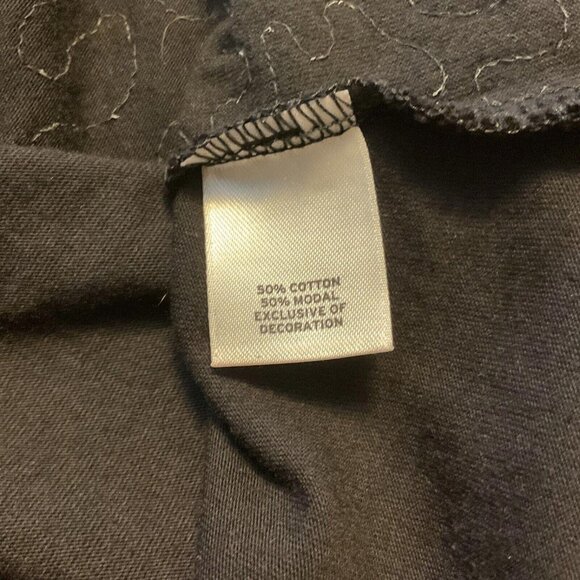 50% COTTON
50% MODAL
EXCLUSIVE OF
DECORATION